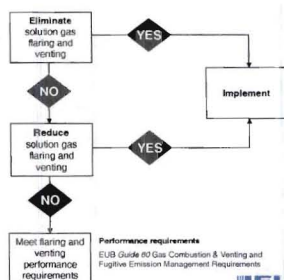 Eliminate
solution gas
flaring and
venting
YES
NO
Implement
Reduce
solution gas
flaring and
venting
YES
NO
Meet flaring and
venting
performance
requirements
Performance requirements
EUB Guide 60 Gas Combustion & Venting and
Fugitive Emission Management Requirements